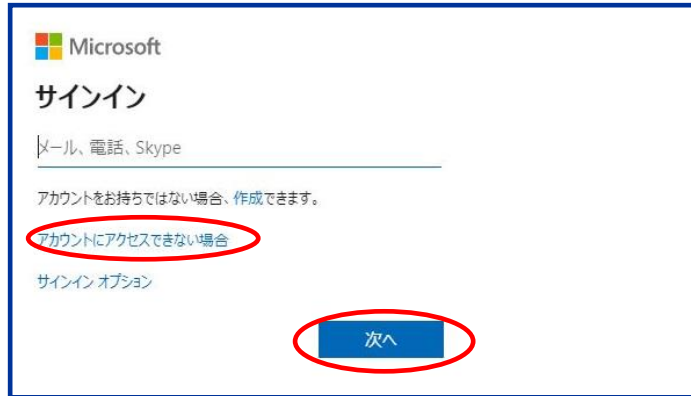 Microsoft
サインイン
メール、電話、Skype
アカウントをお持ちではない場合、作成できます。
アカウントにアクセスできない場合
サインイン オプション
次へ